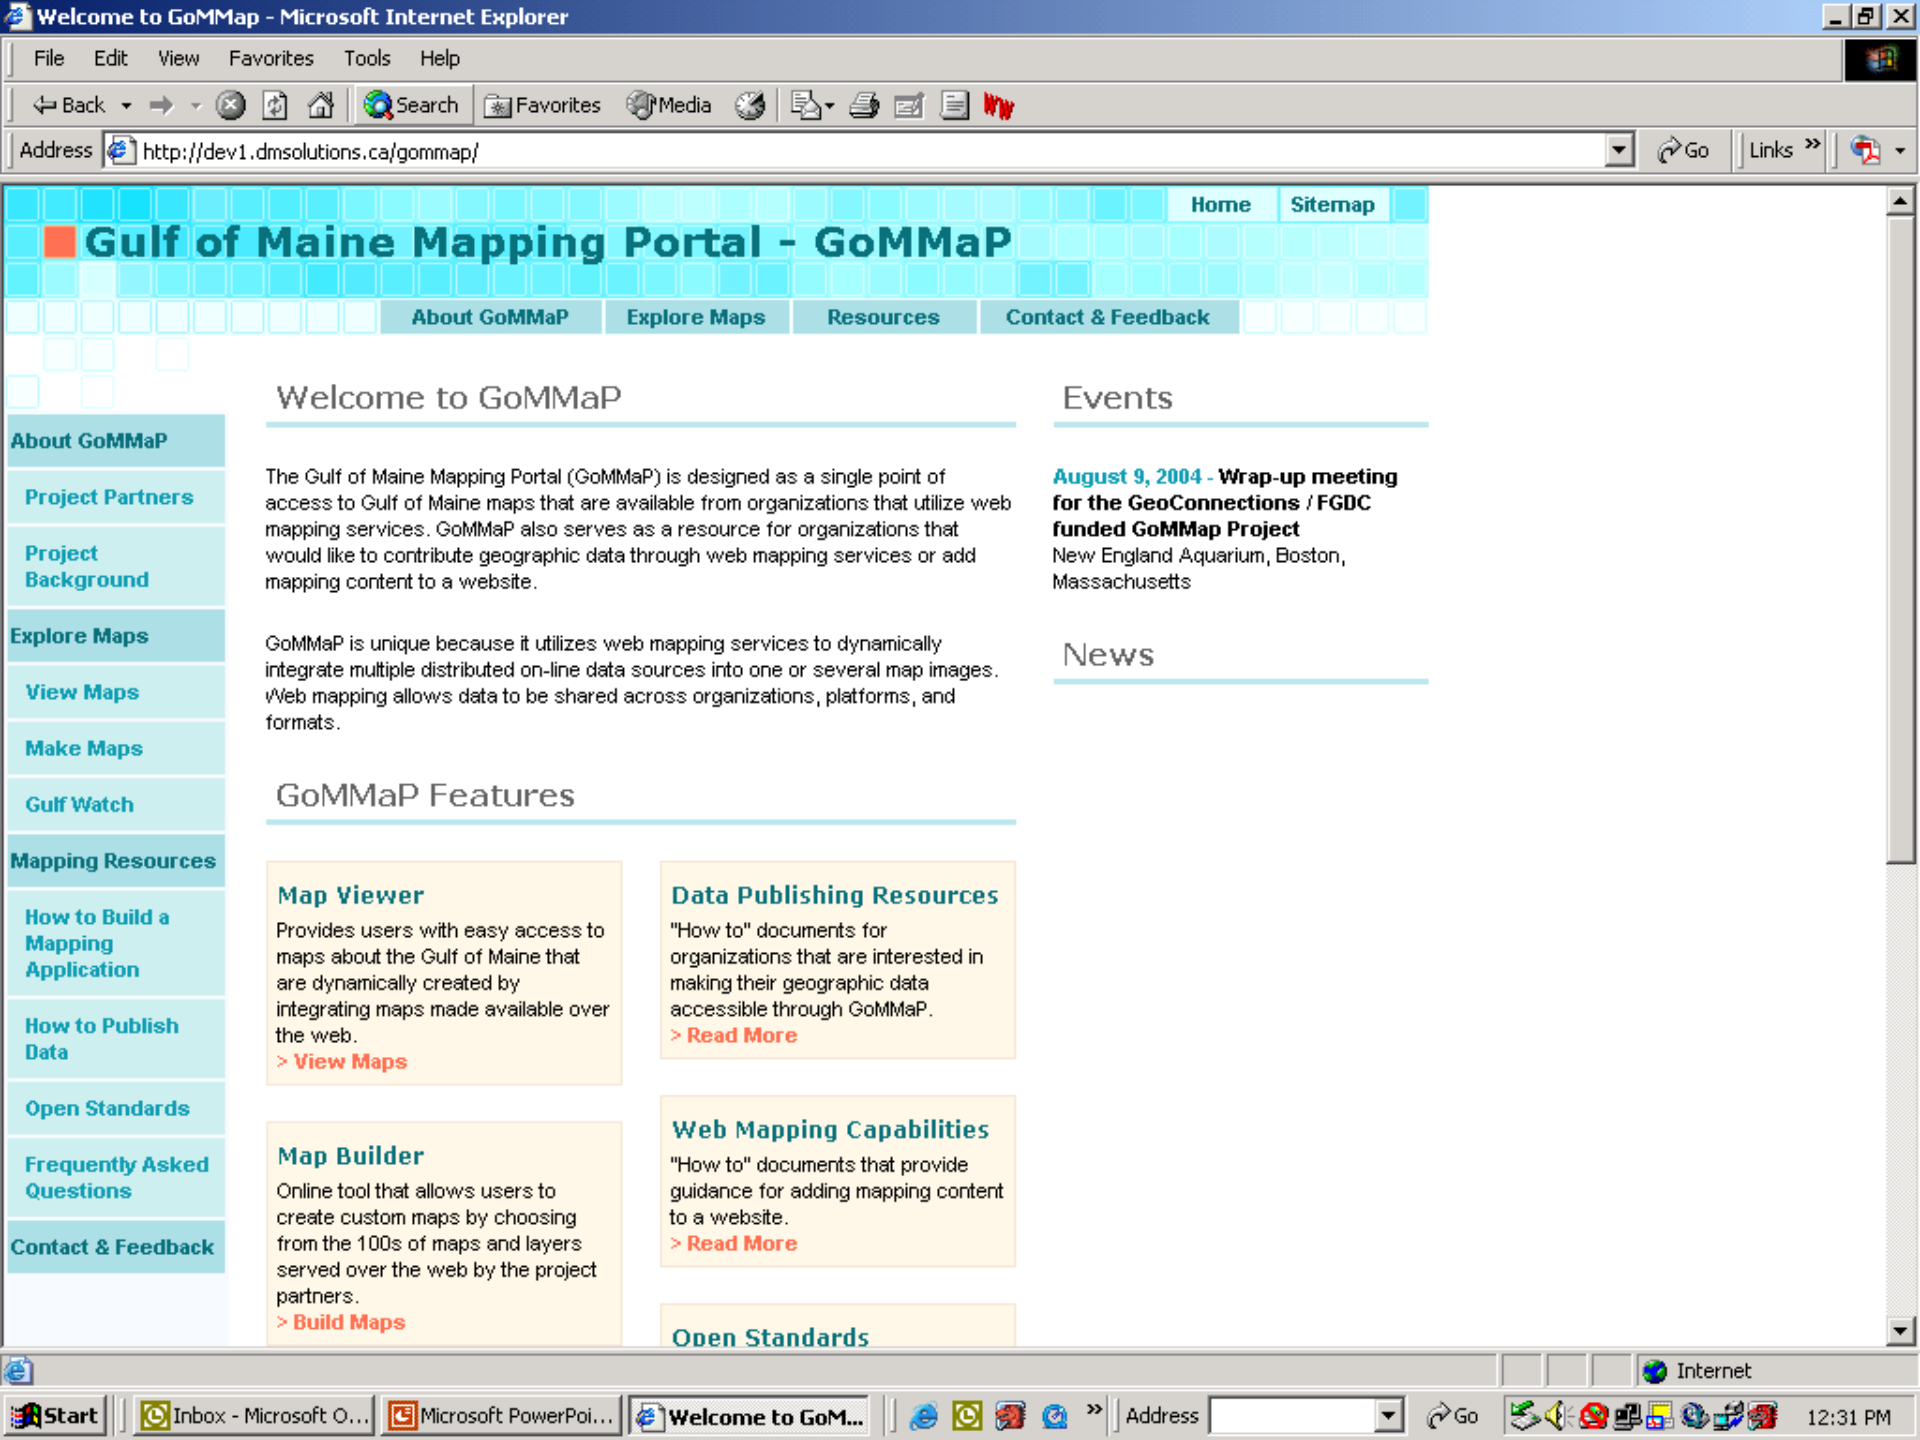 Welcome to GoMMap - Microsoft Internet Explorer
File Edit View Favorites Tools Help
Back Search Favorites Media
Address http://dev1.dmsolutions.ca/gommap/ Go Links »
Home Sitemap
Gulf of Maine Mapping Portal - GoMMaP
About GoMMaP Explore Maps Resources Contact & Feedback
About GoMMaP
Project Partners
Project
Background
Explore Maps
View Maps
Make Maps
Gulf Watch
Mapping Resources
How to Build a
Mapping
Application
How to Publish
Data
Open Standards
Frequently Asked
Questions
Contact & Feedback
Welcome to GoMMaP
The Gulf of Maine Mapping Portal (GoMMaP) is designed as a single point of
access to Gulf of Maine maps that are available from organizations that utilize web
mapping services. GoMMaP also serves as a resource for organizations that
would like to contribute geographic data through web mapping services or add
mapping content to a website.
GoMMaP is unique because it utilizes web mapping services to dynamically
integrate multiple distributed on-line data sources into one or several map images.
Web mapping allows data to be shared across organizations, platforms, and
formats.
GoMMaP Features
Map Viewer
Provides users with easy access to
maps about the Gulf of Maine that
are dynamically created by
integrating maps made available over
the web.
> View Maps
Map Builder
Online tool that allows users to
create custom maps by choosing
from the 100s of maps and layers
served over the web by the project
partners.
> Build Maps
Data Publishing Resources
"How to" documents for
organizations that are interested in
making their geographic data
accessible through GoMMaP.
> Read More
Web Mapping Capabilities
"How to" documents that provide
guidance for adding mapping content
to a website.
> Read More
Open Standards
Events
August 9, 2004 - Wrap-up meeting
for the GeoConnections / FGDC
funded GoMMap Project
New England Aquarium, Boston,
Massachusetts
News
Internet
Start Inbox - Microsoft O... Microsoft PowerPoi... Welcome to GoM... » Address Go 12:31 PM